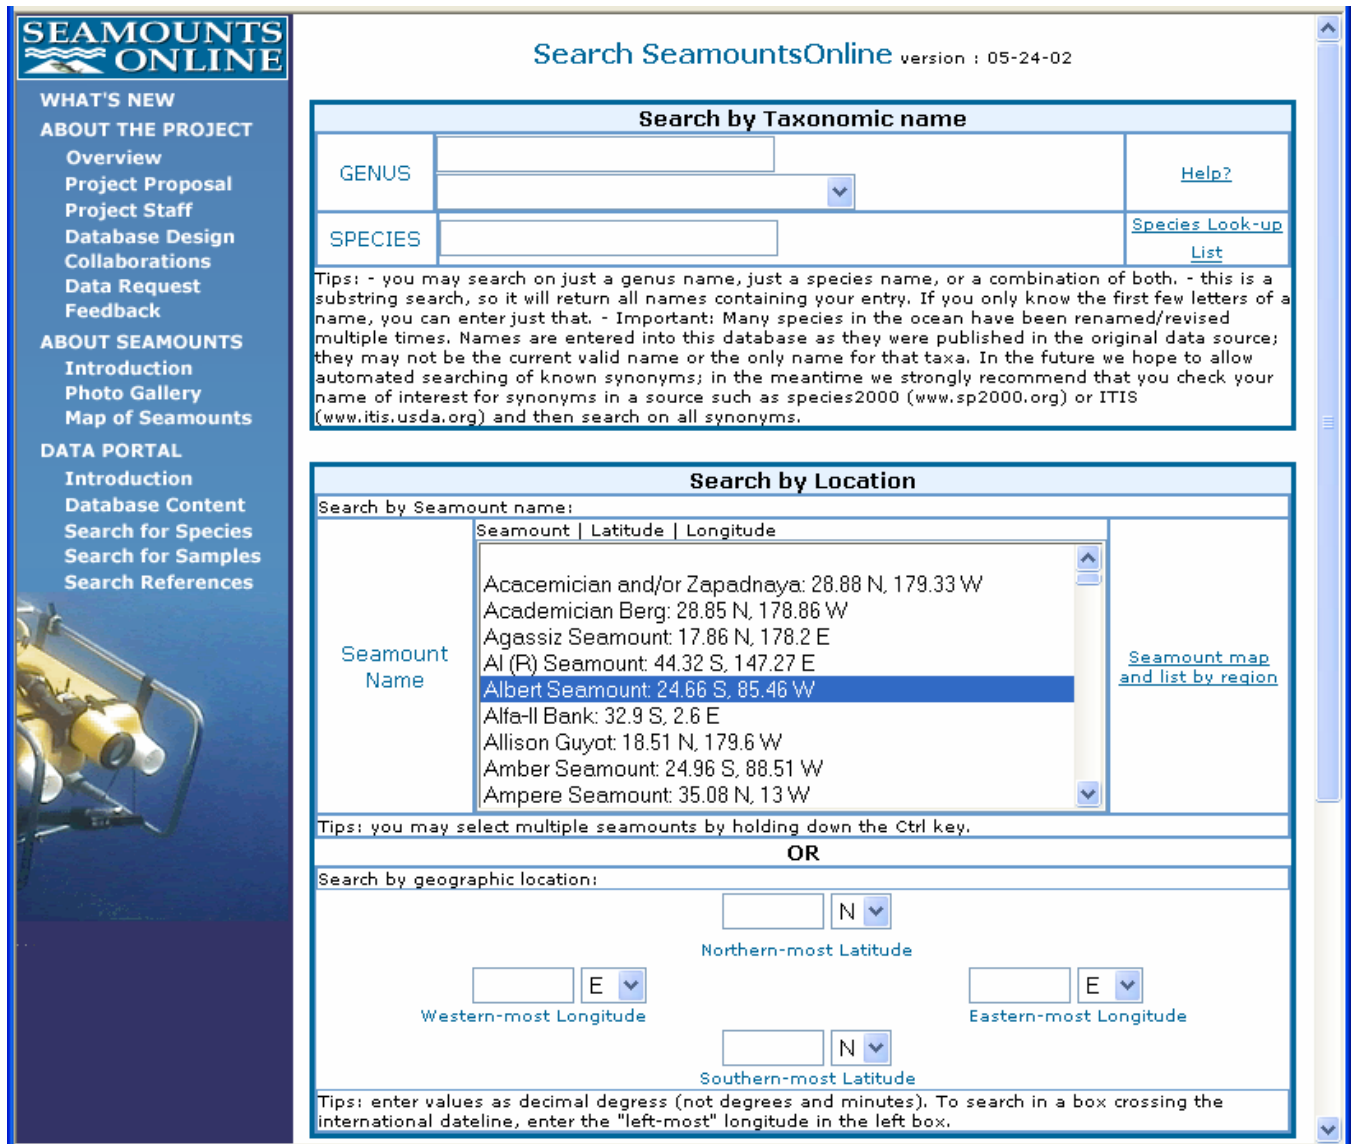 SEAMOUNTS
ONLINE
WHAT'S NEW
ABOUT THE PROJECT
Overview
Project Proposal
Project Staff
Database Design
Collaborations
Data Request
Feedback
ABOUT SEAMOUNTS
Introduction
Photo Gallery
Map of Seamounts
DATA PORTAL
Introduction
Database Content
Search for Species
Search for Samples
Search References
Search SeamountsOnline version : 05-24-02
Search by Taxonomic name
GENUS
Help?
SPECIES
Species Look-up
List
Tips: - you may search on just a genus name, just a species name, or a combination of both. - this is a
substring search, so it will return all names containing your entry. If you only know the first few letters of a
name, you can enter just that. - Important: Many species in the ocean have been renamed/revised
multiple times. Names are entered into this database as they were published in the original data source;
they may not be the current valid name or the only name for that taxa. In the future we hope to allow
automated searching of known synonyms; in the meantime we strongly recommend that you check your
name of interest for synonyms in a source such as species2000 (www.sp2000.org) or ITIS
(www.itis.usda.org) and then search on all synonyms.
Search by Location
Search by Seamount name:
Seamount | Latitude | Longitude
Seamount
Name
Acacemician and/or Zapadnaya: 28.88 N, 179.33 W
Academician Berg: 28.85 N, 178.86 W
Agassiz Seamount: 17.86 N, 178.2 E
Al (R) Seamount: 44.32 S, 147.27 E
Albert Seamount: 24.66 S, 85.46 W
Alfa-II Bank: 32.9 S, 2.6 E
Allison Guyot: 18.51 N, 179.6 W
Amber Seamount: 24.96 S, 88.51 W
Ampere Seamount: 35.08 N, 13 W
Seamount map
and list by region
Tips: you may select multiple seamounts by holding down the Ctrl key.
OR
Search by geographic location:
N
Northern-most Latitude
E
Western-most Longitude
E
Eastern-most Longitude
N
Southern-most Latitude
Tips: enter values as decimal degress (not degrees and minutes). To search in a box crossing the
international dateline, enter the "left-most" longitude in the left box.